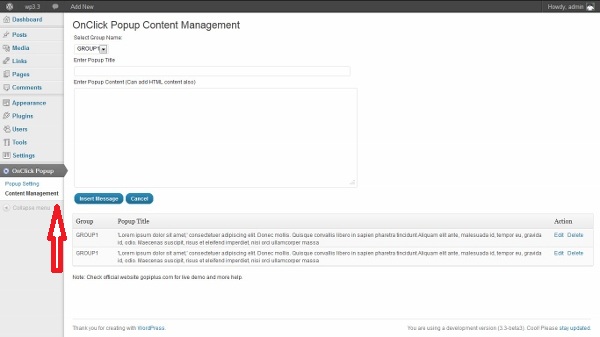 wp3.3
Add New
Howdy, admin
Dashboard
Posts
Media
Links
Pages
Comments
Appearance
Plugins
Users
Tools
Settings
OnClick Popup
Popup Setting
Content Management
Collapse menu
OnClick Popup Content Management
Select Group Name:
GROUP1
Enter Popup Title
Enter Popup Content (Can add HTML content also)
Insert Message
Cancel
Group Popup Title Action
GROUP1 'Lorem ipsum dolor sit amet,' consectetuer adipiscing elit. Donec mollis. Quisque convallis libero in sapien pharetra tincidunt. Aliquam elit ante, malesuada id, tempor eu, gravida Edit Delete
id, odio. Maecenas suscipit, risus et eleifend imperdiet, nisi orci ullamcorper massa
GROUP1 'Lorem ipsum dolor sit amet,' consectetuer adipiscing elit. Donec mollis. Quisque convallis libero in sapien pharetra tincidunt. Aliquam elit ante, malesuada id, tempor eu, gravida Edit Delete
id, odio. Maecenas suscipit, risus et eleifend imperdiet, nisi orci ullamcorper massa
Note: Check official website gopiplus.com for live demo and more help.
Thank you for creating with WordPress.
You are using a development version (3.3-beta3). Cool! Please stay updated.